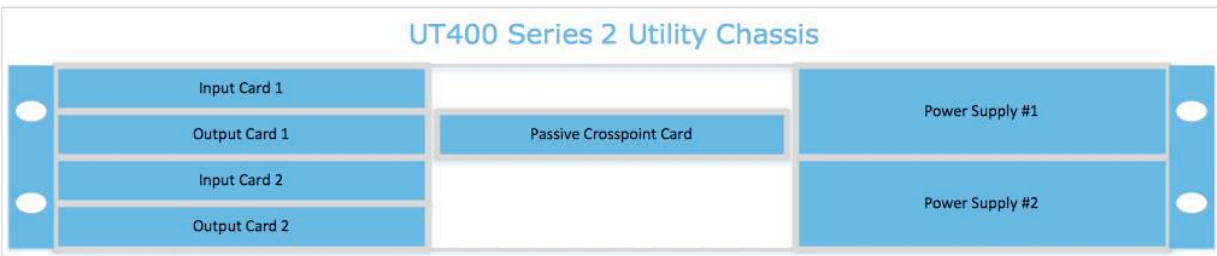 UT400 Series 2 Utility Chassis
Input Card 1
Output Card 1
Input Card 2
Output Card 2
Passive Crosspoint Card
Power Supply #1
Power Supply #2